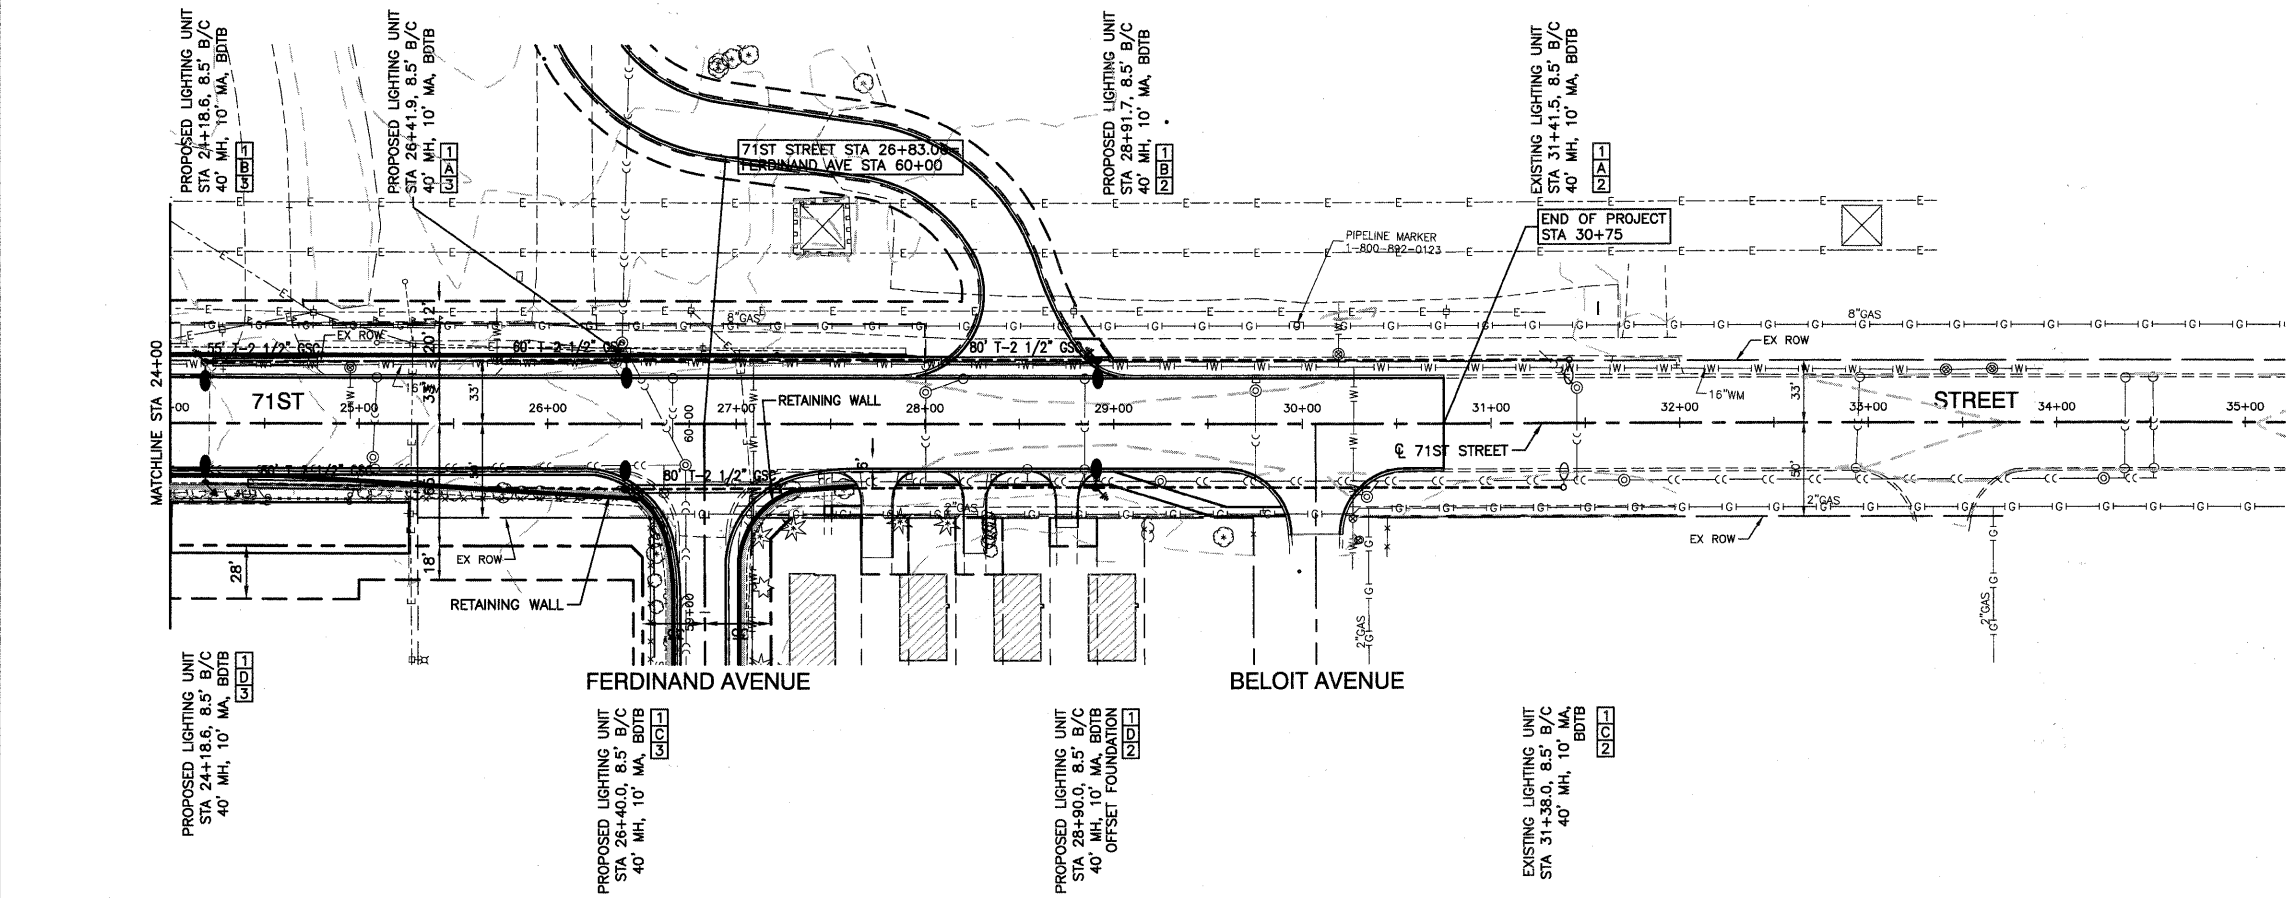 PROPOSED LIGHTING UNIT
STA 24+18.6, 8.5' B/C
40' MH, 10' MA, BDTB
1
B
3
PROPOSED LIGHTING UNIT
STA 26+41.9, 8.5' B/C
40' MH, 10' MA, BDTB
1
A
3
PROPOSED LIGHTING UNIT
STA 28+91.7, 8.5' B/C
40' MH, 10' MA, BDTB
1
B
2
EXISTING LIGHTING UNIT
STA 31+41.5, 8.5' B/C
40' MH, 10' MA, BDTB
1
A
2
71ST STREET STA 26+83.08=
FERDINAND AVE STA 60+00
END OF PROJECT
STA 30+75
PIPELINE MARKER
1-800-892-0123
12'
20'
8"GAS
8"GAS
EX ROW
EX ROW
55' T-2 1/2" GSC
60' T-2 1/2" GSC
80' T-2 1/2" GSC
MATCHLINE STA 24+00
16"WM
16"WM
33'
33'
33'
RETAINING WALL
71ST
STREET
-00
25+00
26+00
27+00
28+00
29+00
30+00
31+00
32+00
33+00
34+00
35+00
60+00
℄ 71ST STREET
80' T-2 1/2" GSC
50'
6'
2"GAS
2"GAS
EX ROW
EX ROW
28'
18'
RETAINING WALL
59+00
2"GAS
2"GAS
FERDINAND AVENUE
BELOIT AVENUE
PROPOSED LIGHTING UNIT
STA 24+18.6, 8.5' B/C
40' MH, 10' MA, BDTB
1
D
3
PROPOSED LIGHTING UNIT
STA 26+40.0, 8.5' B/C
40' MH, 10' MA, BDTB
1
C
3
PROPOSED LIGHTING UNIT
STA 28+90.0, 8.5' B/C
40' MH, 10' MA, BDTB
OFFSET FOUNDATION
1
D
2
EXISTING LIGHTING UNIT
STA 31+38.0, 8.5' B/C
40' MH, 10' MA,
BDTB
1
C
2